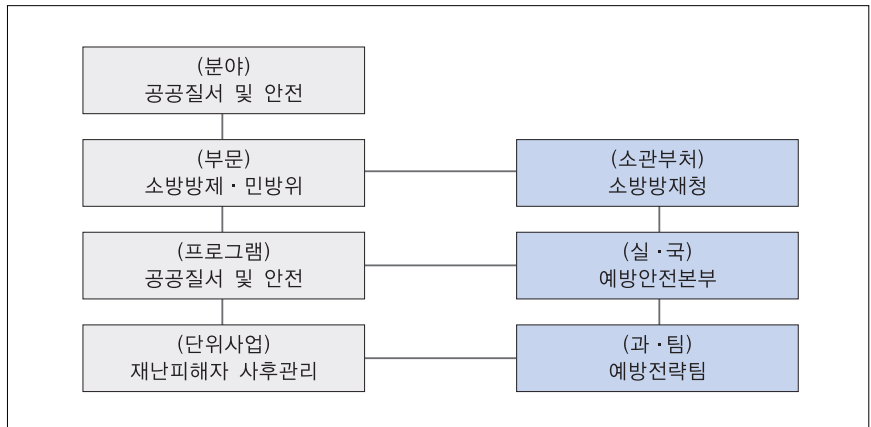 (분야)
공공질서 및 안전
(부문)
소방방제·민방위
(소관부처)
소방방재청
(프로그램)
공공질서 및 안전
(실·국)
예방안전본부
(단위사업)
재난피해자 사후관리
(과·팀)
예방전략팀